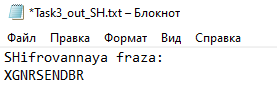 *Task3_out_SH.txt – Блокнот
Файл Правка Формат Вид Справка
SHifrovannaya fraza:
XGNRSENDBR